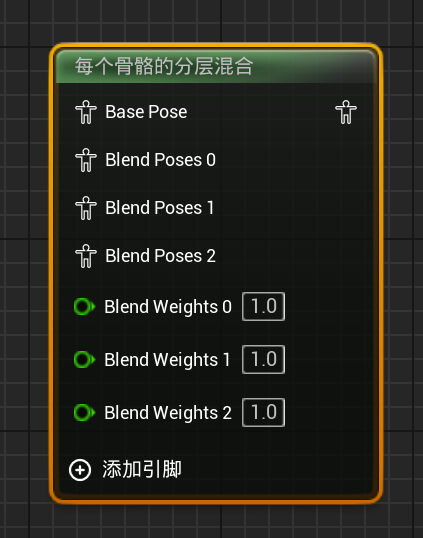 每个骨骼的分层混合
Base Pose
Blend Poses 0
Blend Poses 1
Blend Poses 2
Blend Weights 0 1.0
Blend Weights 1 1.0
Blend Weights 2 1.0
添加引脚